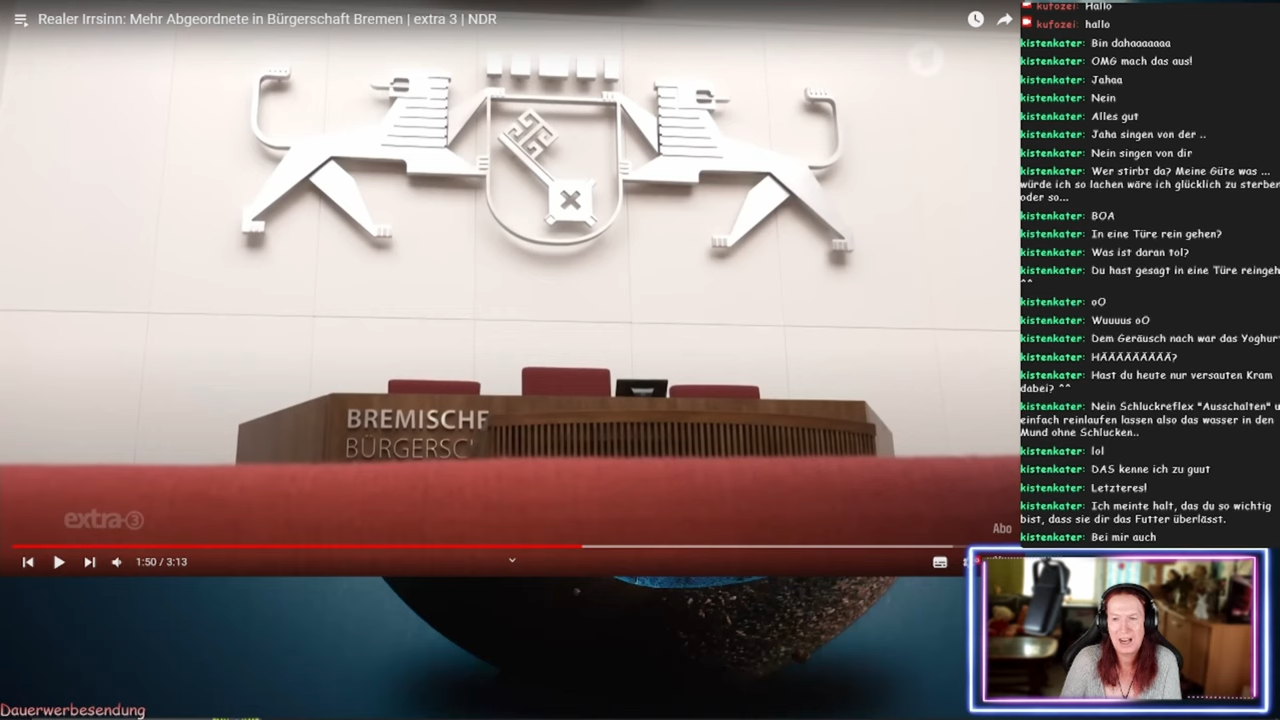 Realer Irrsinn: Mehr Abgeordnete in Bürgerschaft Bremen | extra 3 | NDR
BREMISCHE
BÜRGERSC
extra 3
Abo
1:50 / 3:13
Dauerwerbesendung
kufozei: Hallo
kufozei: hallo
kistenkater: Bin dahaaaaaaa
kistenkater: OMG mach das aus!
kistenkater: Jahaa
kistenkater: Nein
kistenkater: Alles gut
kistenkater: Jaha singen von der ..
kistenkater: Nein singen von dir
kistenkater: Wer stirbt da? Meine Güte was ...
würde ich so lachen wäre ich glücklich zu sterben
oder so...
kistenkater: BOA
kistenkater: In eine Türe rein gehen?
kistenkater: Was ist daran tol?
kistenkater: Du hast gesagt in eine Türe reingeh
^^
kistenkater: oO
kistenkater: Wuuuus oO
kistenkater: Dem Geräusch nach war das Yoghur
kistenkater: HÄÄÄÄÄÄÄÄÄ?
kistenkater: Hast du heute nur versauten Kram
dabei? ^^
kistenkater: Nein Schluckreflex "Ausschalten" u
einfach reinlaufen lassen also das wasser in den
Mund ohne Schlucken..
kistenkater: lol
kistenkater: DAS kenne ich zu guut
kistenkater: Letzteres!
kistenkater: Ich meinte halt, das du so wichtig
bist, dass sie dir das Futter überlässt.
kistenkater: Bei mir auch